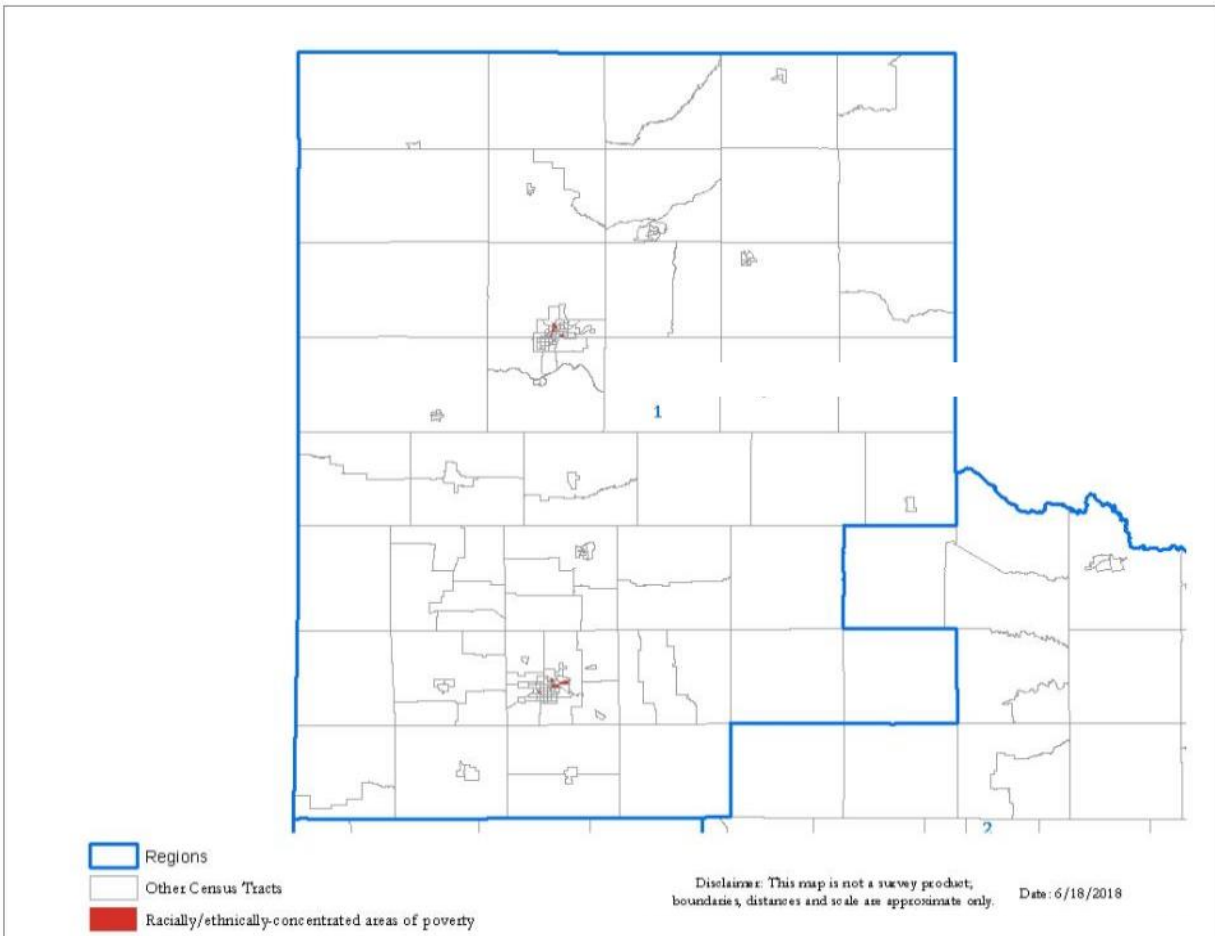 1
2
Regions
Other Census Tracts
Racially/ethnically-concentrated areas of poverty
Disclaimer: This map is not a survey product;
boundaries, distances and scale are approximate only.
Date: 6/18/2018